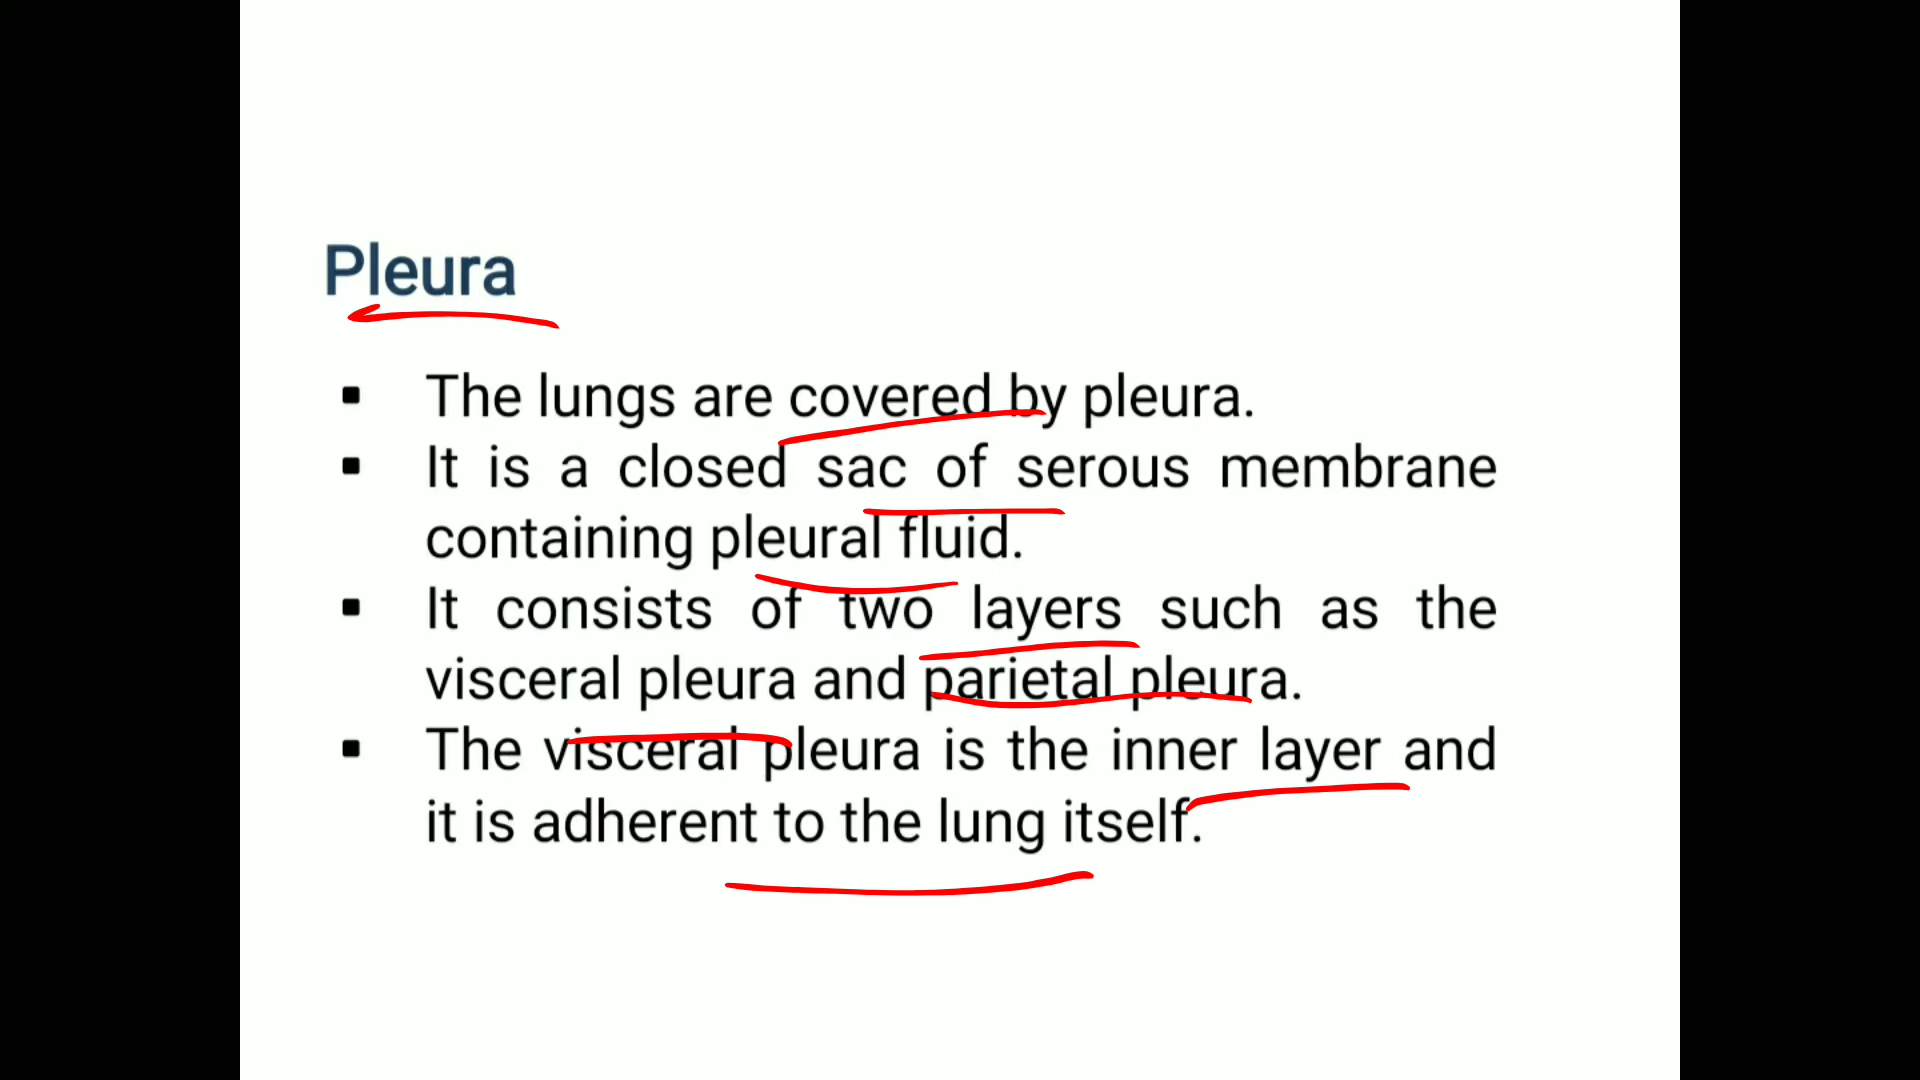 Pleura
▪ The lungs are covered by pleura.
▪ It is a closed sac of serous membrane
containing pleural fluid.
▪ It consists of two layers such as the
visceral pleura and parietal pleura.
▪ The visceral pleura is the inner layer and
it is adherent to the lung itself.